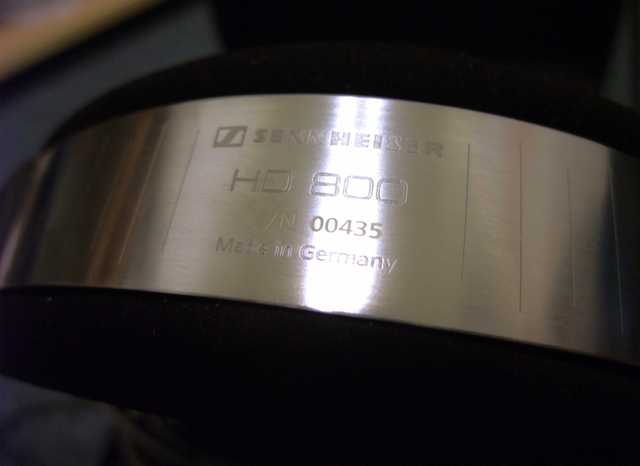 SENNHEISER
HD 800
/N 00435
Made in Germany